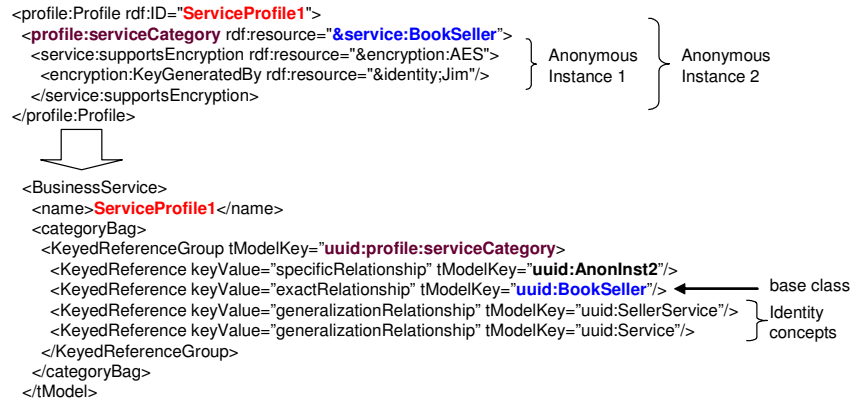 <profile:Profile rdf:ID="ServiceProfile1">
<profile:serviceCategory rdf:resource="&service:BookSeller”>
<service:supportsEncryption rdf:resource="&encryption:AES">
<encryption:KeyGeneratedBy rdf:resource="&identity;Jim"/>
</service:supportsEncryption>
</profile:Profile>
Anonymous
Instance 1
Anonymous
Instance 2
<BusinessService>
<name>ServiceProfile1</name>
<categoryBag>
<KeyedReferenceGroup tModelKey=”uuid:profile:serviceCategory>
<KeyedReference keyValue=”specificRelationship” tModelKey=”uuid:AnonInst2”/>
<KeyedReference keyValue=”exactRelationship” tModelKey=”uuid:BookSeller”/>
<KeyedReference keyValue=”generalizationRelationship” tModelKey=”uuid:SellerService”/>
<KeyedReference keyValue=”generalizationRelationship” tModelKey=”uuid:Service”/>
</KeyedReferenceGroup>
</categoryBag>
</tModel>
base class
Identity
concepts